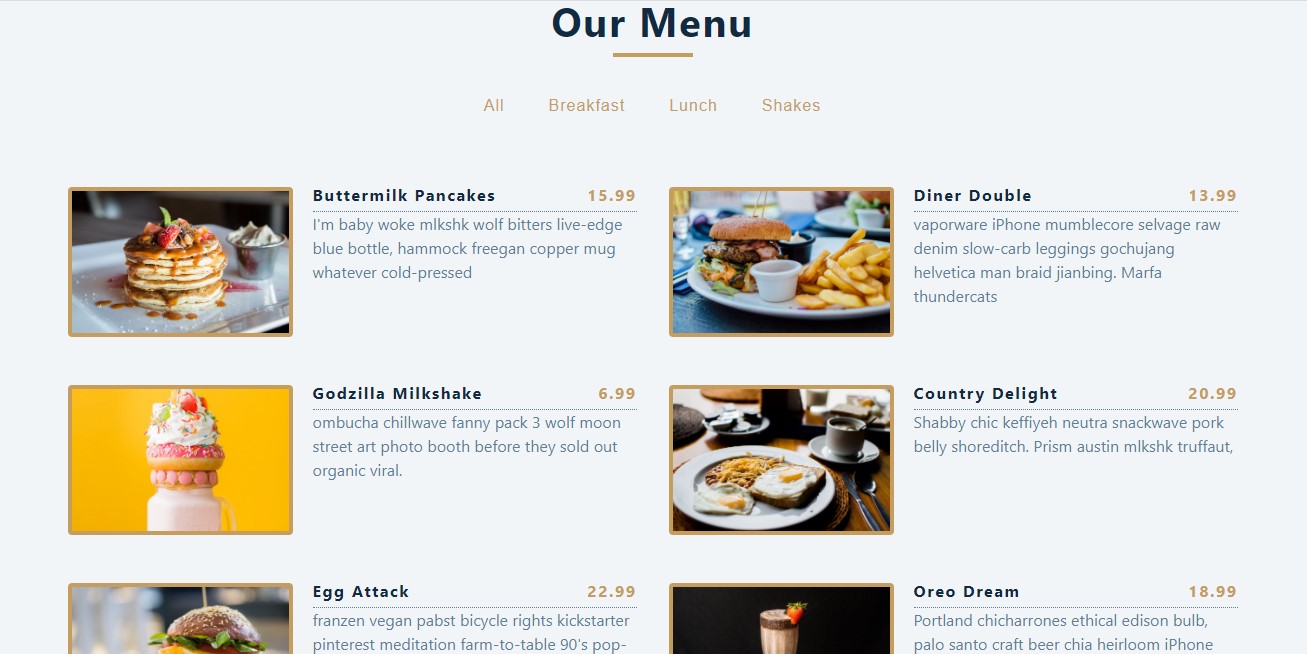 Our Menu
All Breakfast Lunch Shakes
Buttermilk Pancakes 15.99
I'm baby woke mlkshk wolf bitters live-edge
blue bottle, hammock freegan copper mug
whatever cold-pressed
Diner Double 13.99
vaporware iPhone mumblecore selvage raw
denim slow-carb leggings gochujang
helvetica man braid jianbing. Marfa
thundercats
Godzilla Milkshake 6.99
ombucha chillwave fanny pack 3 wolf moon
street art photo booth before they sold out
organic viral.
Country Delight 20.99
Shabby chic keffiyeh neutra snackwave pork
belly shoreditch. Prism austin mlkshk truffaut,
Egg Attack 22.99
franzen vegan pabst bicycle rights kickstarter
pinterest meditation farm-to-table 90's pop-
Oreo Dream 18.99
Portland chicharrones ethical edison bulb,
palo santo craft beer chia heirloom iPhone